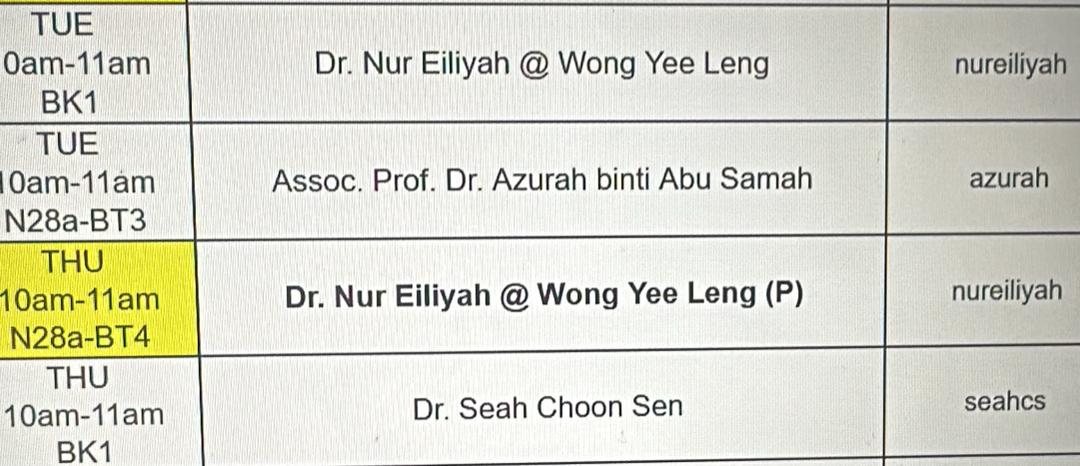 TUE
0am-11am
BK1
Dr. Nur Eiliyah @ Wong Yee Leng
nureiliyah
TUE
10am-11am
N28a-BT3
Assoc. Prof. Dr. Azurah binti Abu Samah
azurah
THU
10am-11am
N28a-BT4
Dr. Nur Eiliyah @ Wong Yee Leng (P)
nureiliyah
THU
10am-11am
BK1
Dr. Seah Choon Sen
seahcs